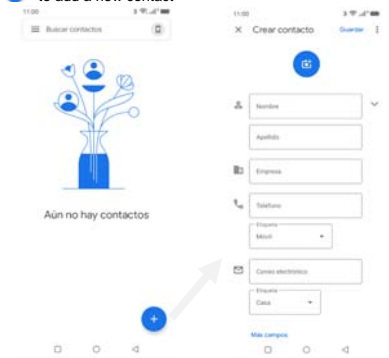 to add a new contact
11:00
Buscar contactos
Aún no hay contactos
11:00
Crear contacto
Guardar
Nombre
Apellido
Empresa
Teléfono
Etiqueta
Móvil
Correo electrónico
Etiqueta
Casa
Más campos